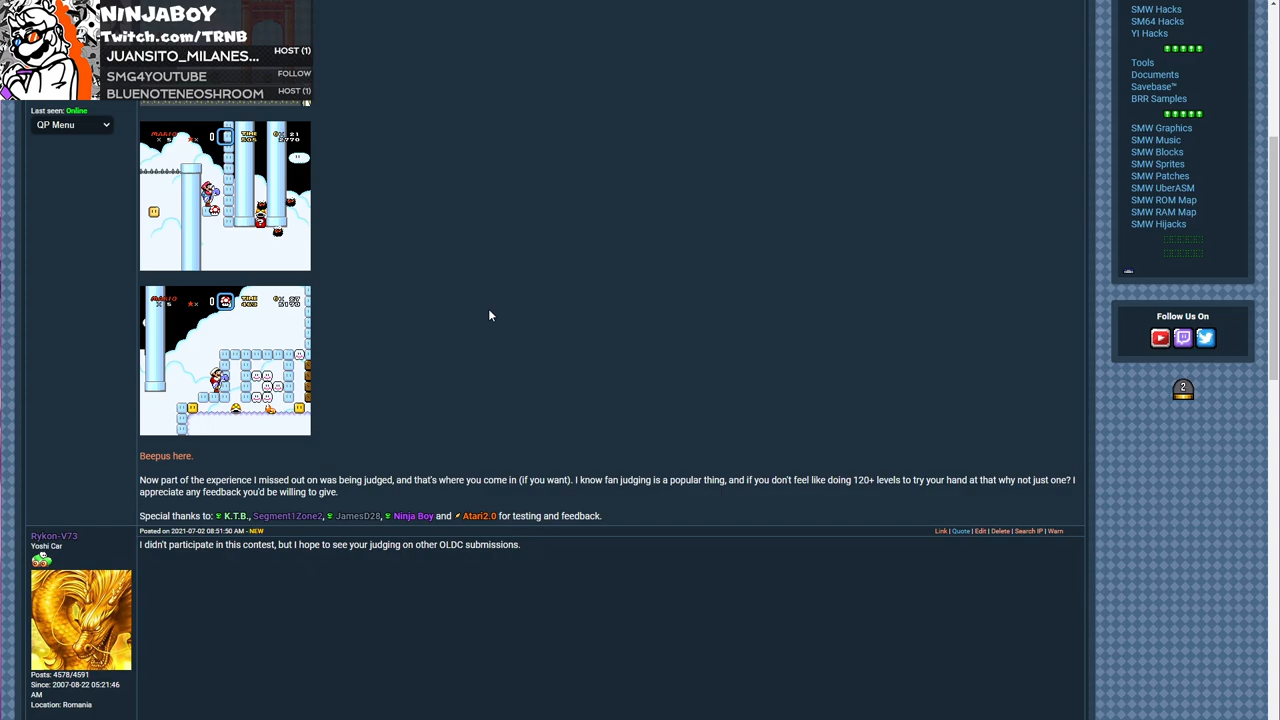 NiNJABOY
Twitch.com/TRNB
JUANSITO_MILANES... HOST (1)
SMG4YOUTUBE FOLLOW
BLUENOTENEOSHROOM HOST (1)
Last seen: Online
QP Menu
SMW Hacks
SM64 Hacks
YI Hacks
Tools
Documents
Savebase™
BRR Samples
SMW Graphics
SMW Music
SMW Blocks
SMW Sprites
SMW Patches
SMW UberASM
SMW ROM Map
SMW RAM Map
SMW Hijacks
Follow Us On
2
MARIO TIME
MARIO TIME
Beepus here.
Now part of the experience I missed out on was being judged, and that's where you come in (if you want). I know fan judging is a popular thing, and if you don't feel like doing 120+ levels to try your hand at that why not just one? I
appreciate any feedback you'd be willing to give.
Special thanks to: K.T.B., Segment1Zone2, JamesD28, Ninja Boy and Atari2.0 for testing and feedback.
Rykon-V73
Yoshi Car
Posts: 4578/4591
Since: 2007-08-22 05:21:46
AM
Location: Romania
Posted on 2021-07-02 08:51:50 AM - NEW
Link | Quote | Edit | Delete | Search IP | Warn
I didn't participate in this contest, but I hope to see your judging on other OLDC submissions.